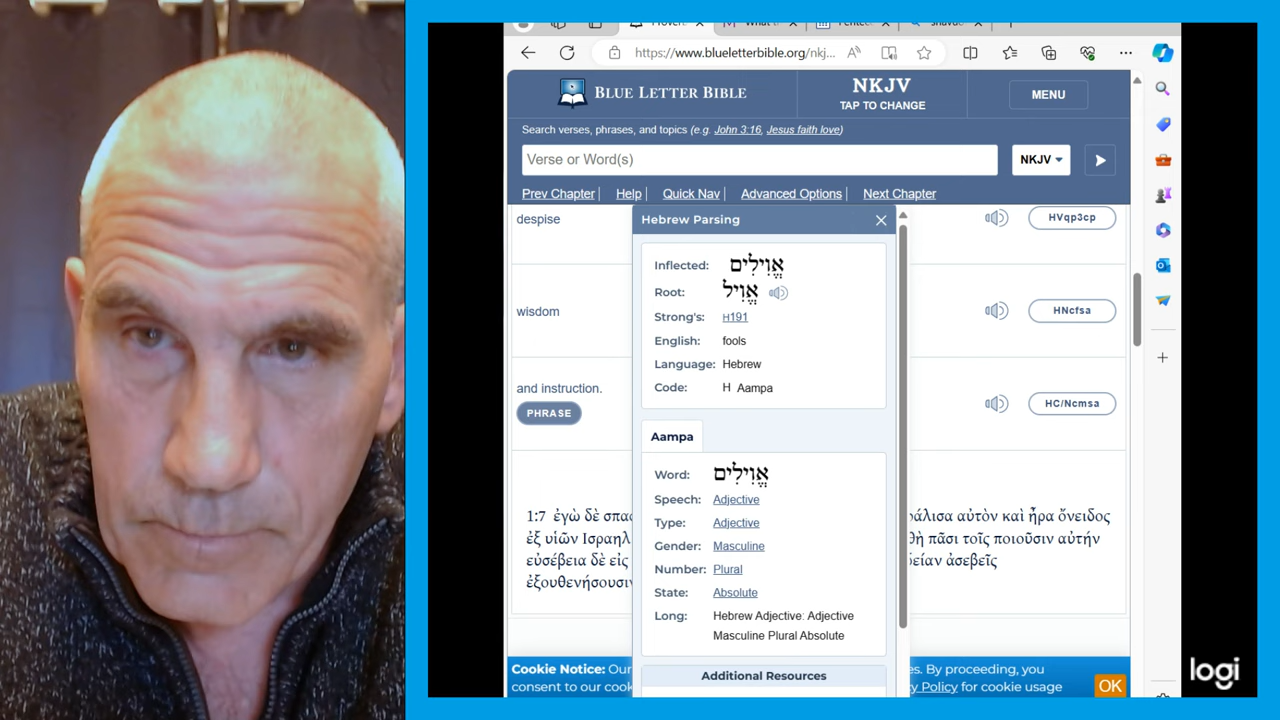 https://www.blueletterbible.org/nkj...
BLUE LETTER BIBLE
NKJV
TAP TO CHANGE
MENU
Search verses, phrases, and topics (e.g. John 3:16, Jesus faith love)
Verse or Word(s)
NKJV
Prev Chapter | Help | Quick Nav | Advanced Options | Next Chapter
despise
HVqp3cp
wisdom
HNcfsa
and instruction.
PHRASE
HC/Ncmsa
Hebrew Parsing
Inflected: אֱוִילִים
Root: אֱוִיל
Strong's: H191
English: fools
Language: Hebrew
Code: H Aampa
Aampa
Word: אֱוִילִים
Speech: Adjective
Type: Adjective
Gender: Masculine
Number: Plural
State: Absolute
Long: Hebrew Adjective: Adjective
Masculine Plural Absolute
Additional Resources
1:7 ἐγὼ δὲ αὐτὸν καὶ ἦρα ὄνειδος
ἐξ υἱῶν Ισραηλ πᾶσι τοῖς ποιοῦσιν αὐτήν
εὐσέβεια δὲ εἰς ἀσεβεῖς
ἐξουθενήσουσιν
Cookie Notice: Our By proceeding, you
consent to our Policy for cookie usage
OK
logi